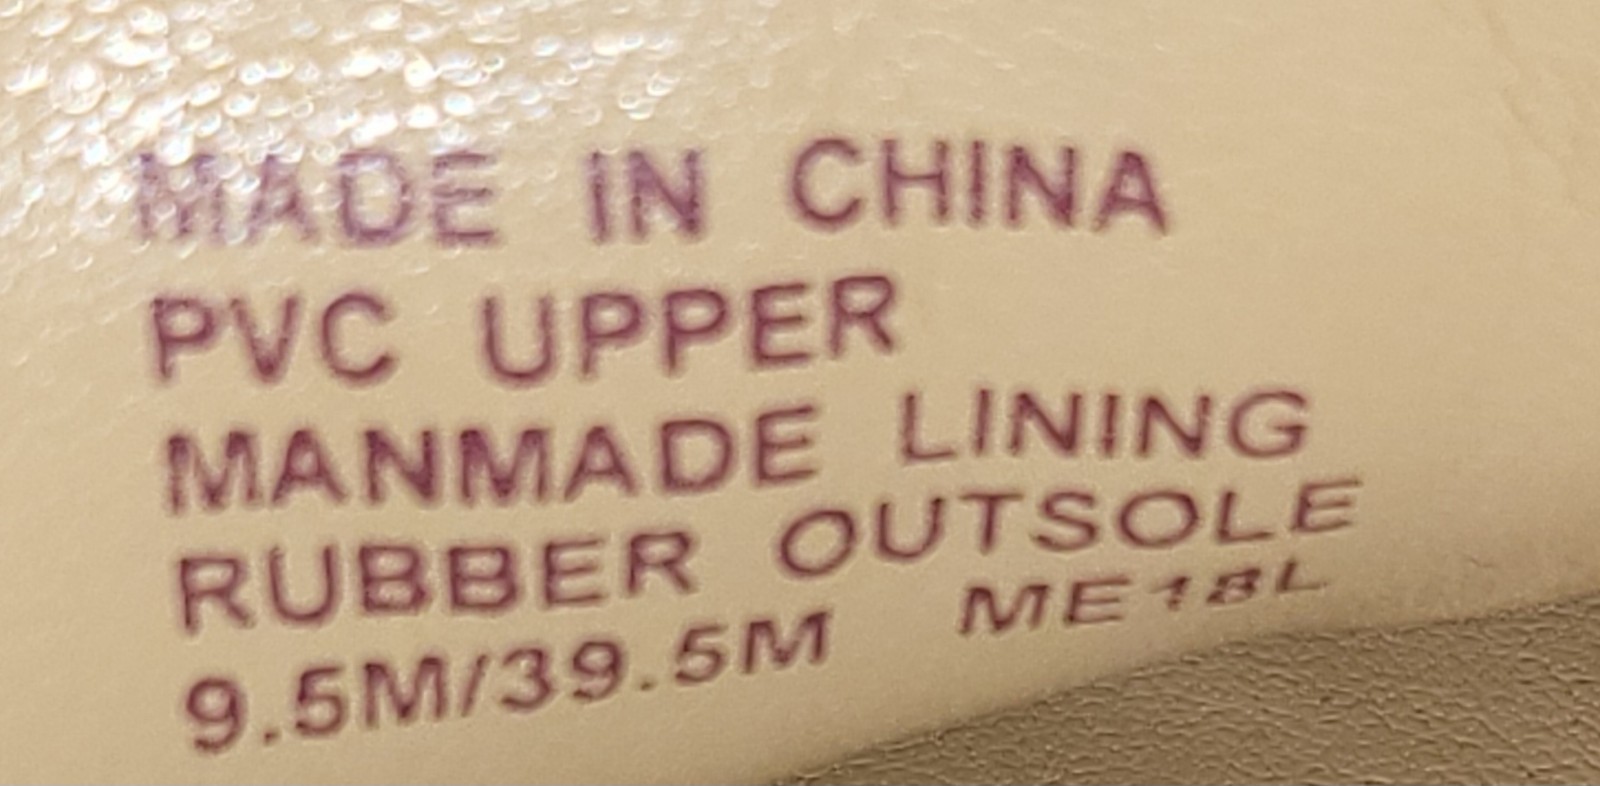 MADE IN CHINA
PVC UPPER
MANMADE LINING
RUBBER OUTSOLE
9.5M/39.5M ME18L